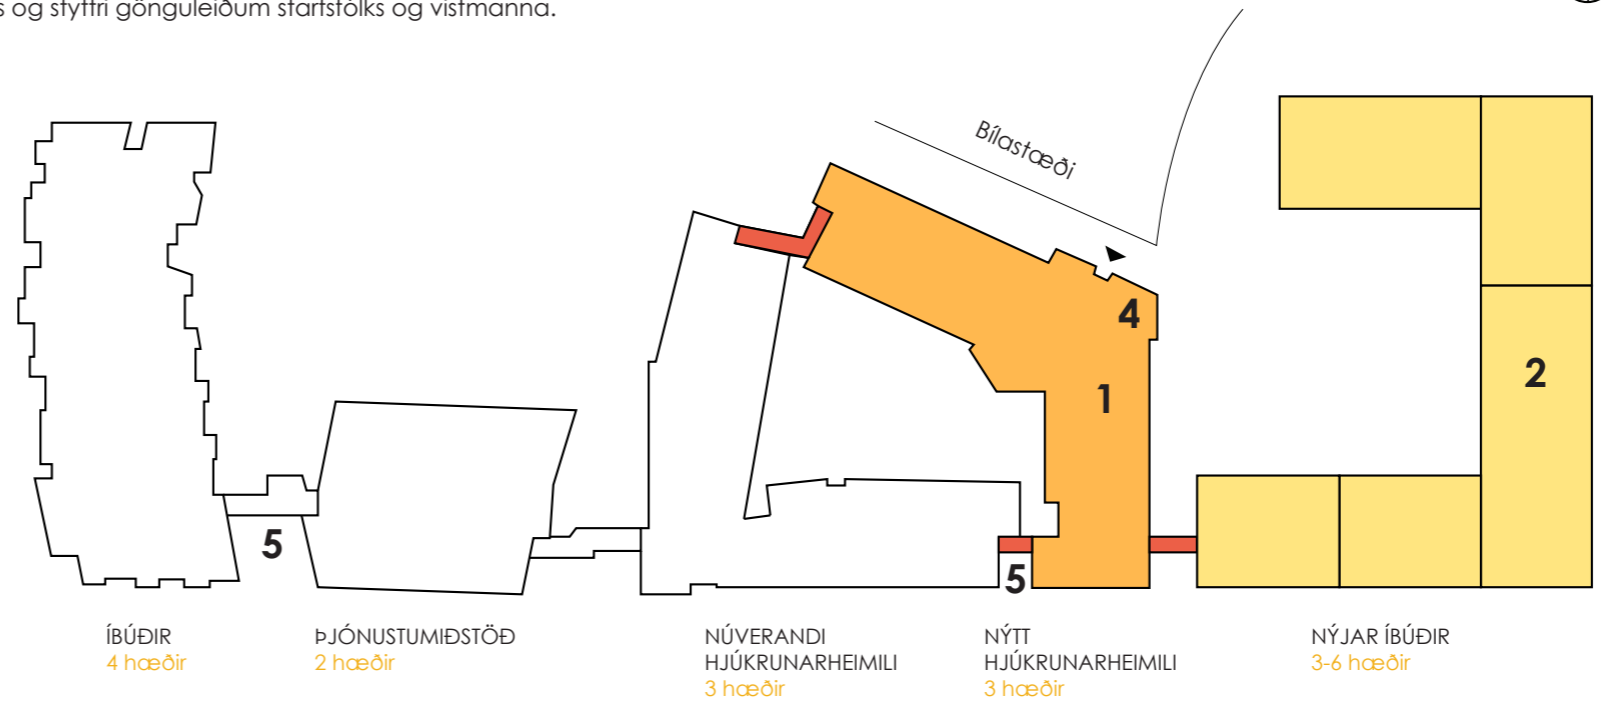 s og styttri gönguleiðum starfsfólks og vistmanna.
Bílastæði
4
1
2
5
5
ÍBÚÐIR
4 hæðir
ÞJÓNUSTUMIÐSTÖÐ
2 hæðir
NÚVERANDI
HJÚKRUNARHEIMILI
3 hæðir
NÝTT
HJÚKRUNARHEIMILI
3 hæðir
NÝJAR ÍBÚÐIR
3-6 hæðir